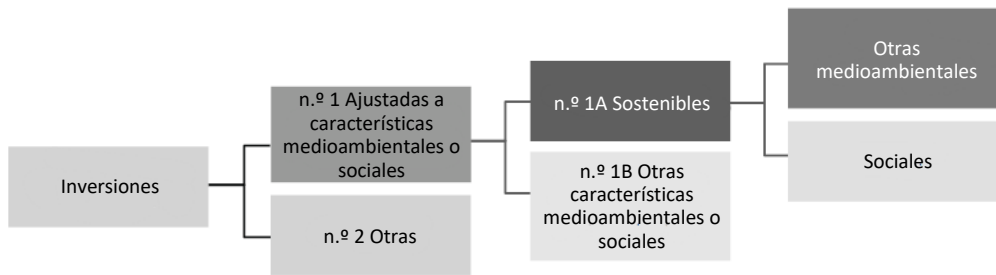 Inversiones
n.º 1 Ajustadas a
características
medioambientales o
sociales
n.º 2 Otras
n.º 1A Sostenibles
n.º 1B Otras
características
medioambientales o
sociales
Otras
medioambientales
Sociales